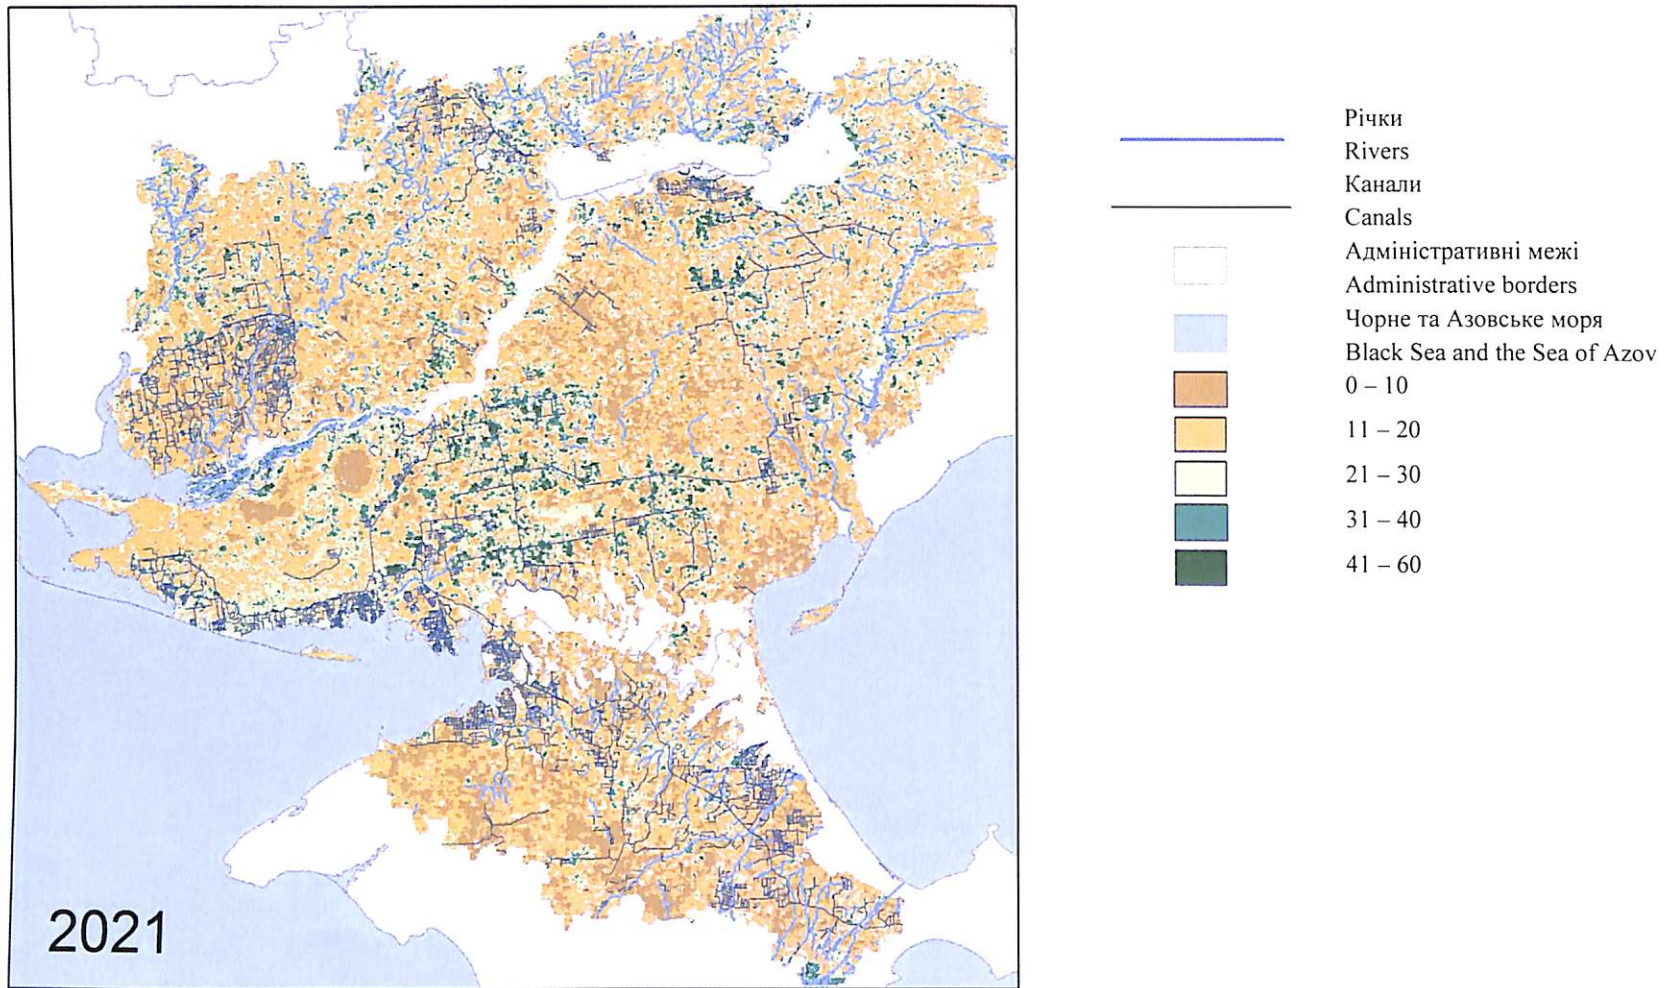 2021
Річки
Rivers
Канали
Canals
Адміністративні межі
Administrative borders
Чорне та Азовське моря
Black Sea and the Sea of Azov
0 – 10
11 – 20
21 – 30
31 – 40
41 – 60